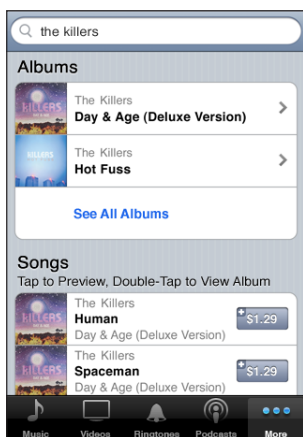 the killers
Albums
The Killers
Day & Age (Deluxe Version)
The Killers
Hot Fuss
See All Albums
Songs
Tap to Preview, Double-Tap to View Album
The Killers
Human
Day & Age (Deluxe Version)
$1.29
The Killers
Spaceman
Day & Age (Deluxe Version)
$1.29
Music
Videos
Ringtones
Podcasts
More